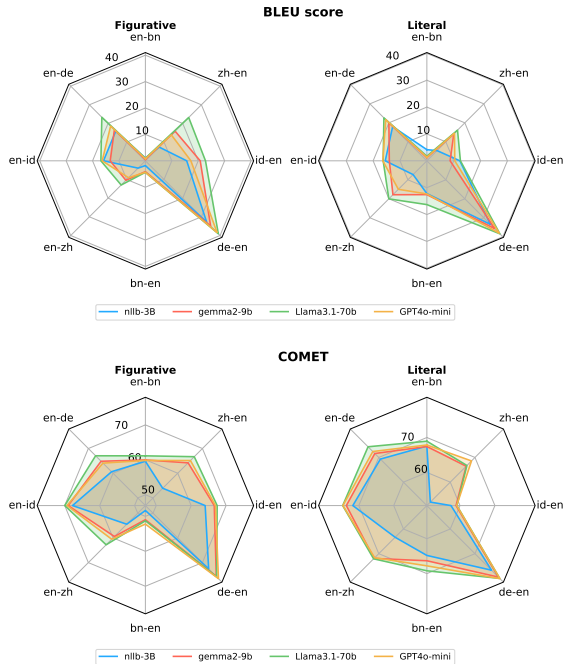 BLEU score
Figurative
en-bn
en-de
zh-en
en-id
id-en
en-zh
de-en
bn-en
40
30
20
10
Literal
en-bn
en-de
zh-en
en-id
id-en
en-zh
de-en
bn-en
40
30
20
10
nllb-3B gemma2-9b Llama3.1-70b GPT4o-mini
COMET
Figurative
en-bn
en-de
zh-en
en-id
id-en
en-zh
de-en
bn-en
70
60
50
Literal
en-bn
en-de
zh-en
en-id
id-en
en-zh
de-en
bn-en
70
60
nllb-3B gemma2-9b Llama3.1-70b GPT4o-mini